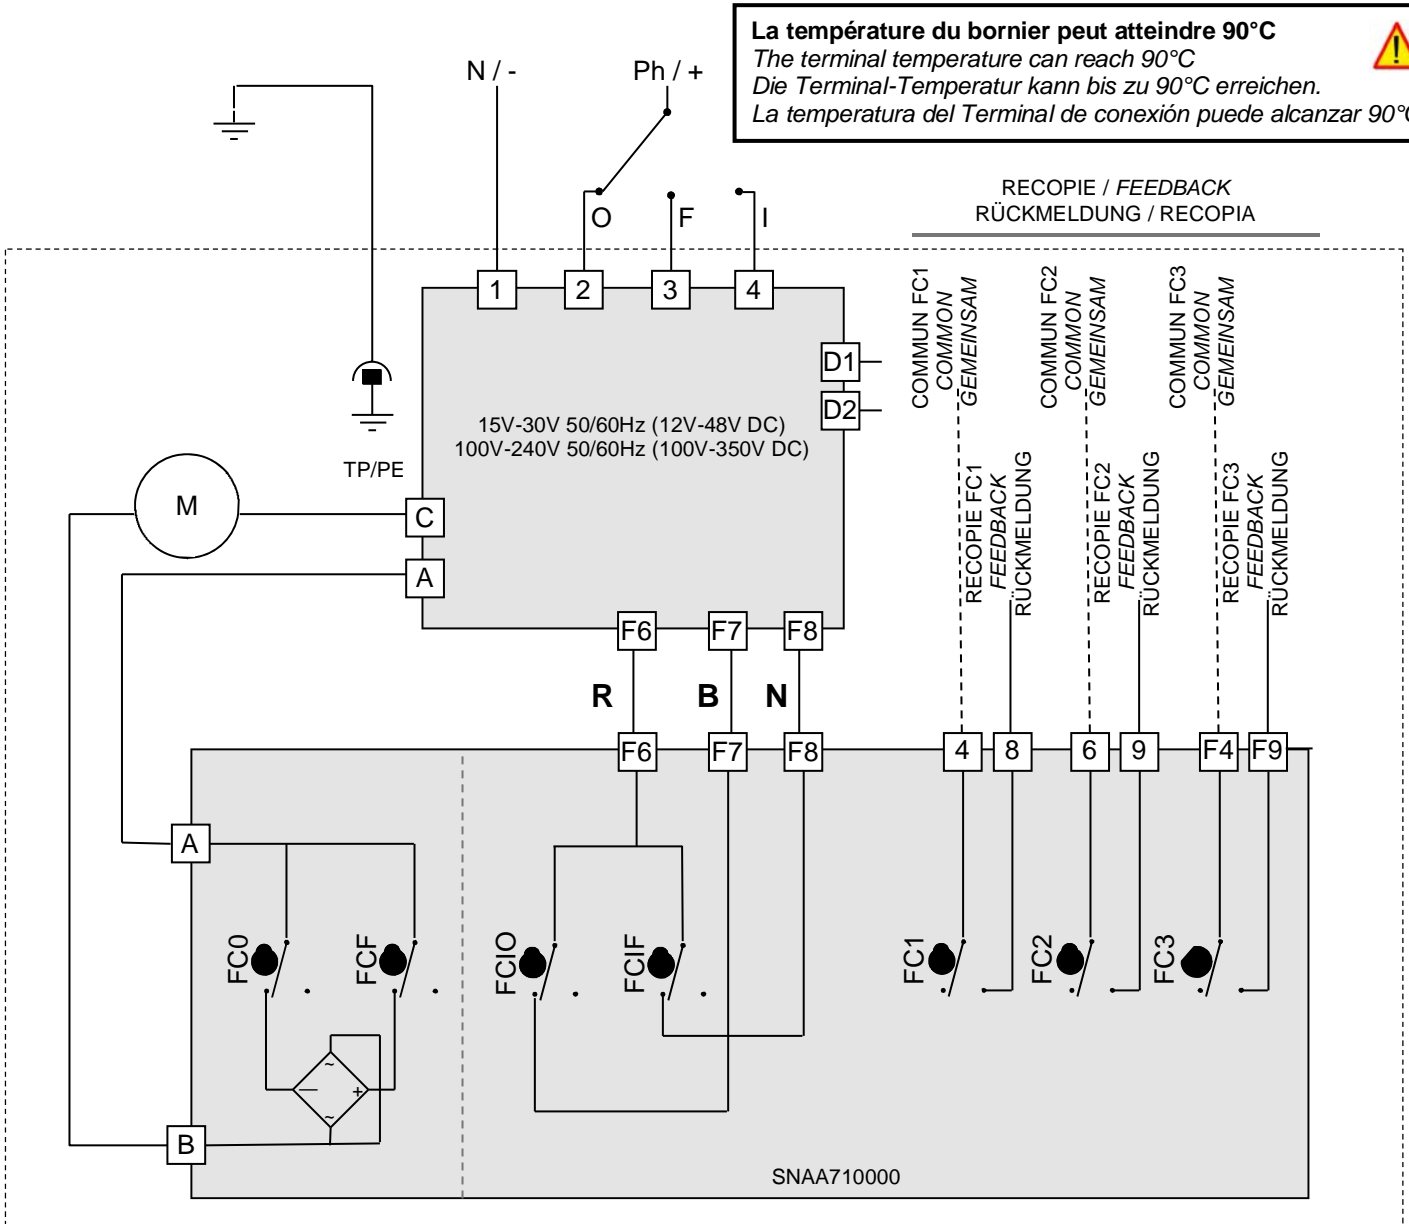 La température du bornier peut atteindre 90°C
The terminal temperature can reach 90°C
Die Terminal-Temperatur kann bis zu 90°C erreichen.
La temperatura del Terminal de conexión puede alcanzar 90°C
N / -
Ph / +
RECOPIE / FEEDBACK
RÜCKMELDUNG / RECOPIA
O
F
I
1
2
3
4
D1
D2
15V-30V 50/60Hz (12V-48V DC)
100V-240V 50/60Hz (100V-350V DC)
TP/PE
M
C
A
F6
F7
F8
COMMUN FC1
COMMON
GEMEINSAM
COMMUN FC2
COMMON
GEMEINSAM
COMMUN FC3
COMMON
GEMEINSAM
RECOPIE FC1
FEEDBACK
RÜCKMELDUNG
RECOPIE FC2
FEEDBACK
RÜCKMELDUNG
RECOPIE FC3
FEEDBACK
RÜCKMELDUNG
R
B
N
F6
F7
F8
4
8
6
9
F4
F9
A
FC0
FCF
FCIO
FCIF
FC1
FC2
FC3
~
—
+
~
B
SNAA710000